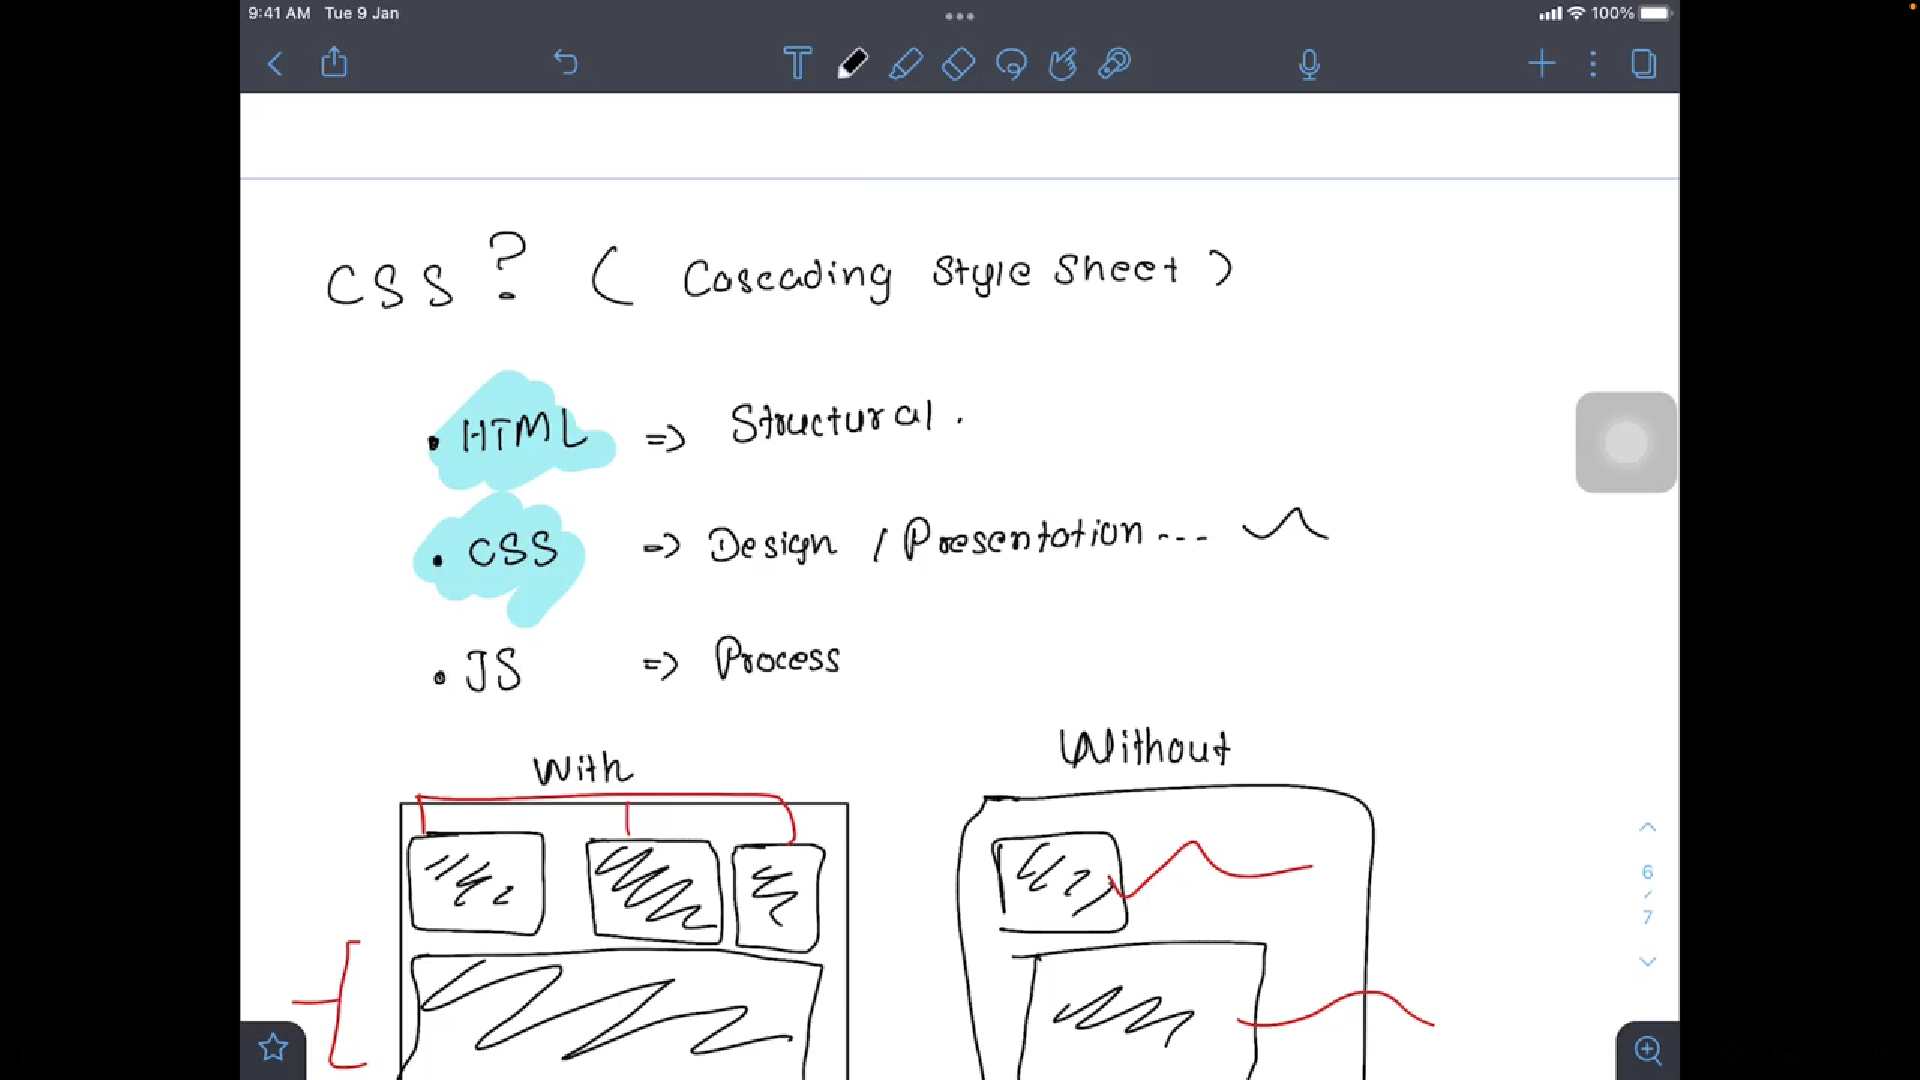 9:41 AM Tue 9 Jan
100%
CSS ? ( Cascading Style Sheet )
• HTML => Structural .
• CSS => Design / Presentation ...
• JS => Process
With
Without
6
7